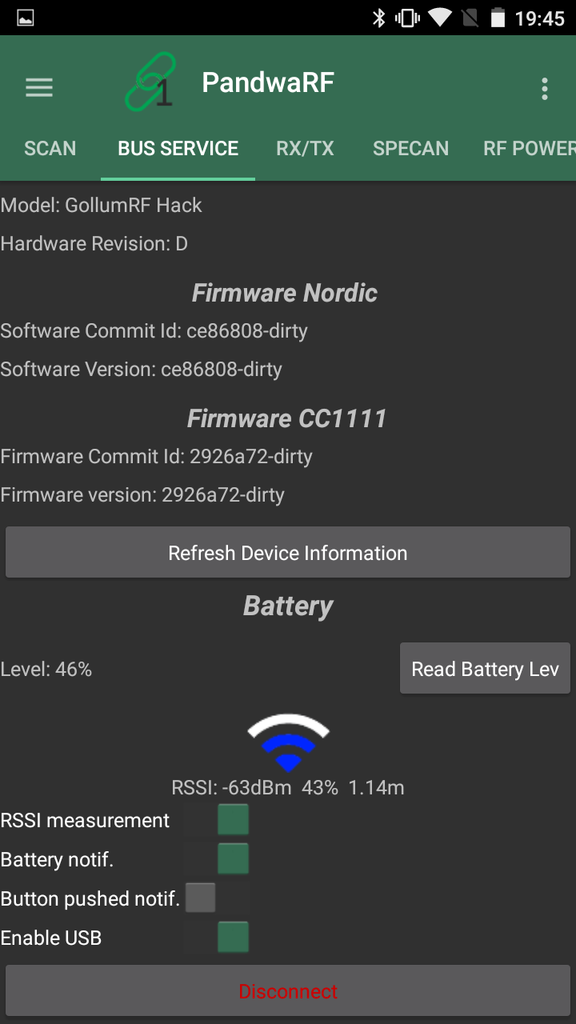 19:45
1
PandwaRF
SCAN BUS SERVICE RX/TX SPECAN RF POWER
Model: GollumRF Hack
Hardware Revision: D
Firmware Nordic
Software Commit Id: ce86808-dirty
Software Version: ce86808-dirty
Firmware CC1111
Firmware Commit Id: 2926a72-dirty
Firmware version: 2926a72-dirty
Refresh Device Information
Battery
Level: 46% Read Battery Lev
RSSI: -63dBm 43% 1.14m
RSSI measurement
Battery notif.
Button pushed notif.
Enable USB
Disconnect